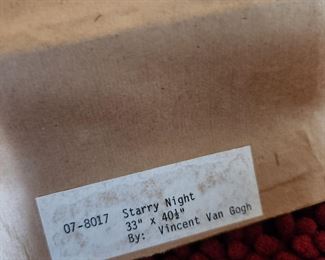 07-8017 Starry Night
33" x 40½"
By: Vincent Van Gogh